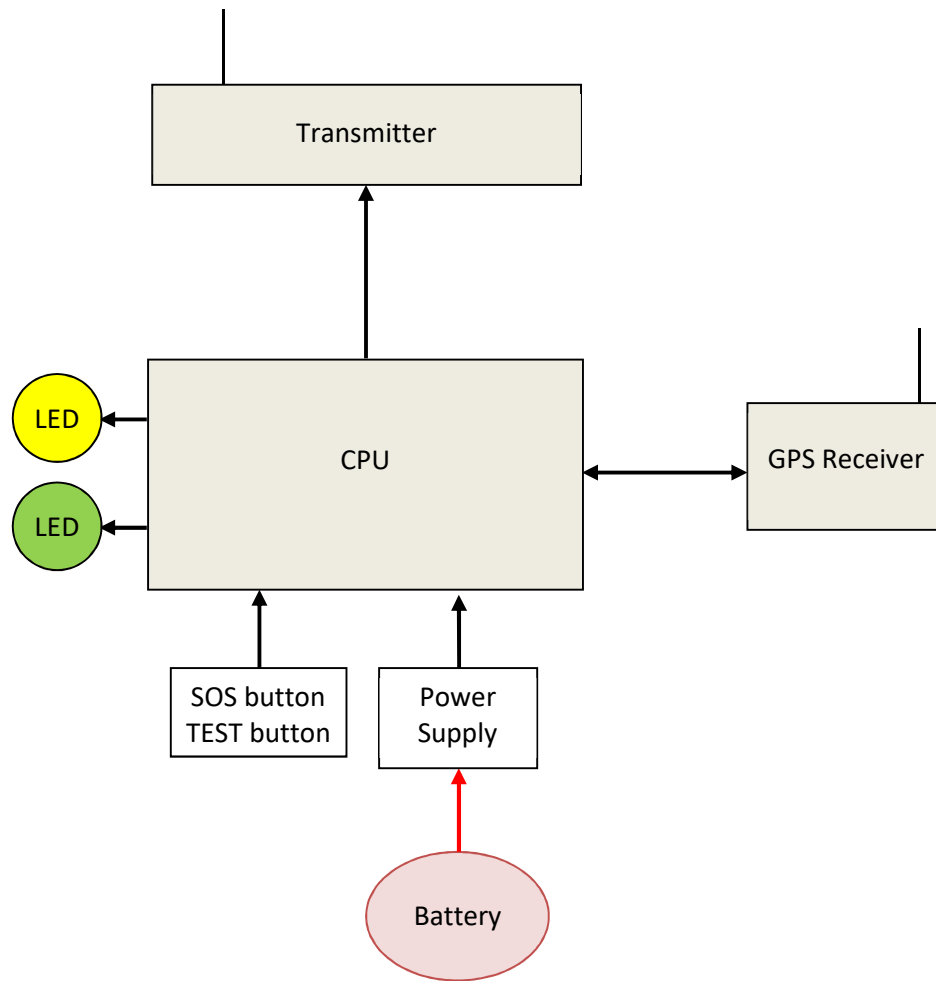 Transmitter
LED
CPU
GPS Receiver
LED
SOS button
TEST button
Power
Supply
Battery